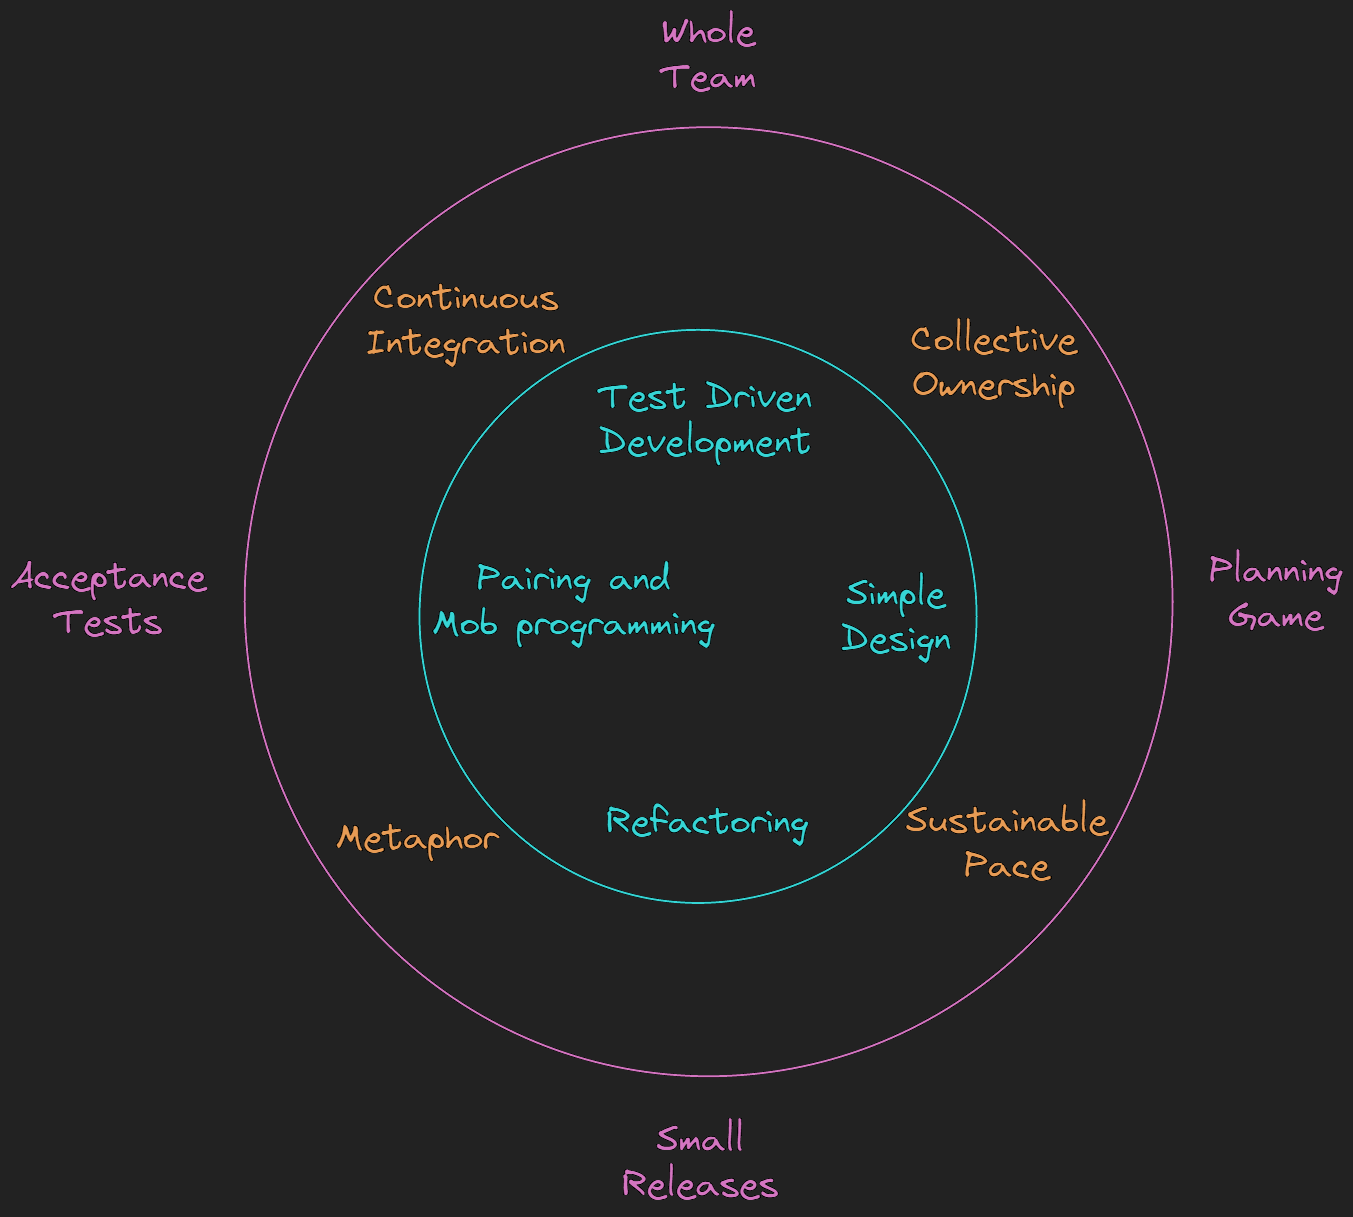 Whole
Team
Continuous
Integration
Collective
Ownership
Test Driven
Development
Acceptance
Tests
Pairing and
Mob programming
Simple
Design
Planning
Game
Metaphor
Refactoring
Sustainable
Pace
Small
Releases